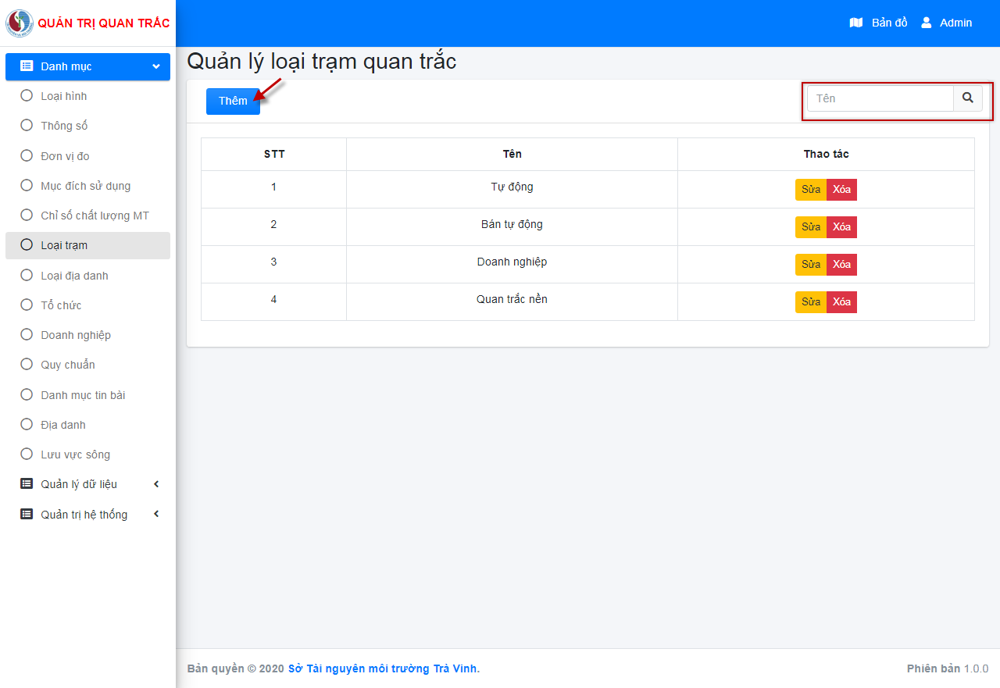 QUẢN TRỊ QUAN TRẮC
Bản đồ Admin
Danh mục
Loại hình
Thông số
Đơn vị đo
Mục đích sử dụng
Chỉ số chất lượng MT
Loại trạm
Loại địa danh
Tổ chức
Doanh nghiệp
Quy chuẩn
Danh mục tin bài
Địa danh
Lưu vực sông
Quản lý dữ liệu
Quản trị hệ thống
Quản lý loại trạm quan trắc
Thêm Tên
STT Tên Thao tác
1 Tự động Sửa Xóa
2 Bán tự động Sửa Xóa
3 Doanh nghiệp Sửa Xóa
4 Quan trắc nền Sửa Xóa
Bản quyền © 2020 Sở Tài nguyên môi trường Trà Vinh. Phiên bản 1.0.0